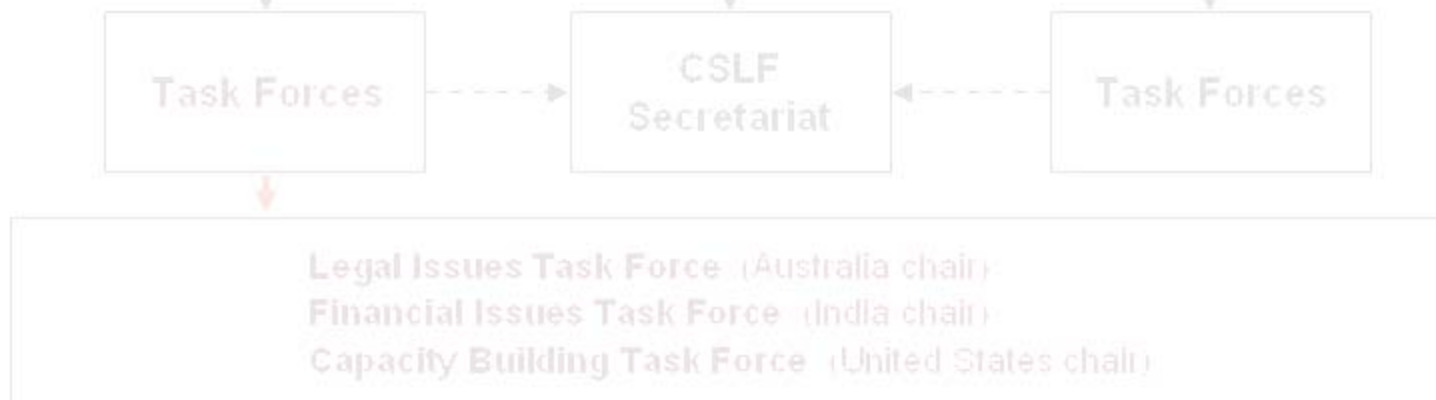 Task Forces
CSLF
Secretariat
Task Forces
Legal Issues Task Force (Australia chair)
Financial Issues Task Force (India chair)
Capacity Building Task Force (United States chair)